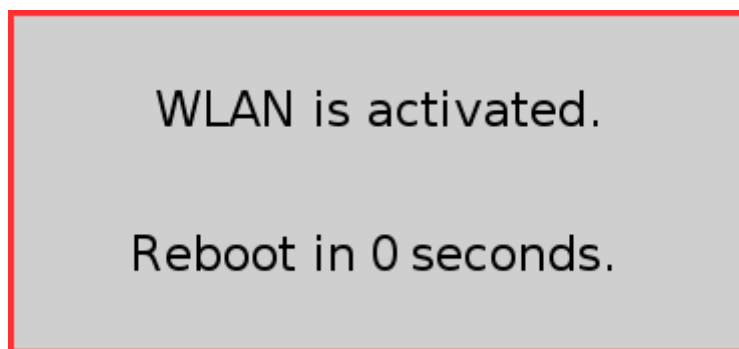 WLAN is activated.
Reboot in 0 seconds.